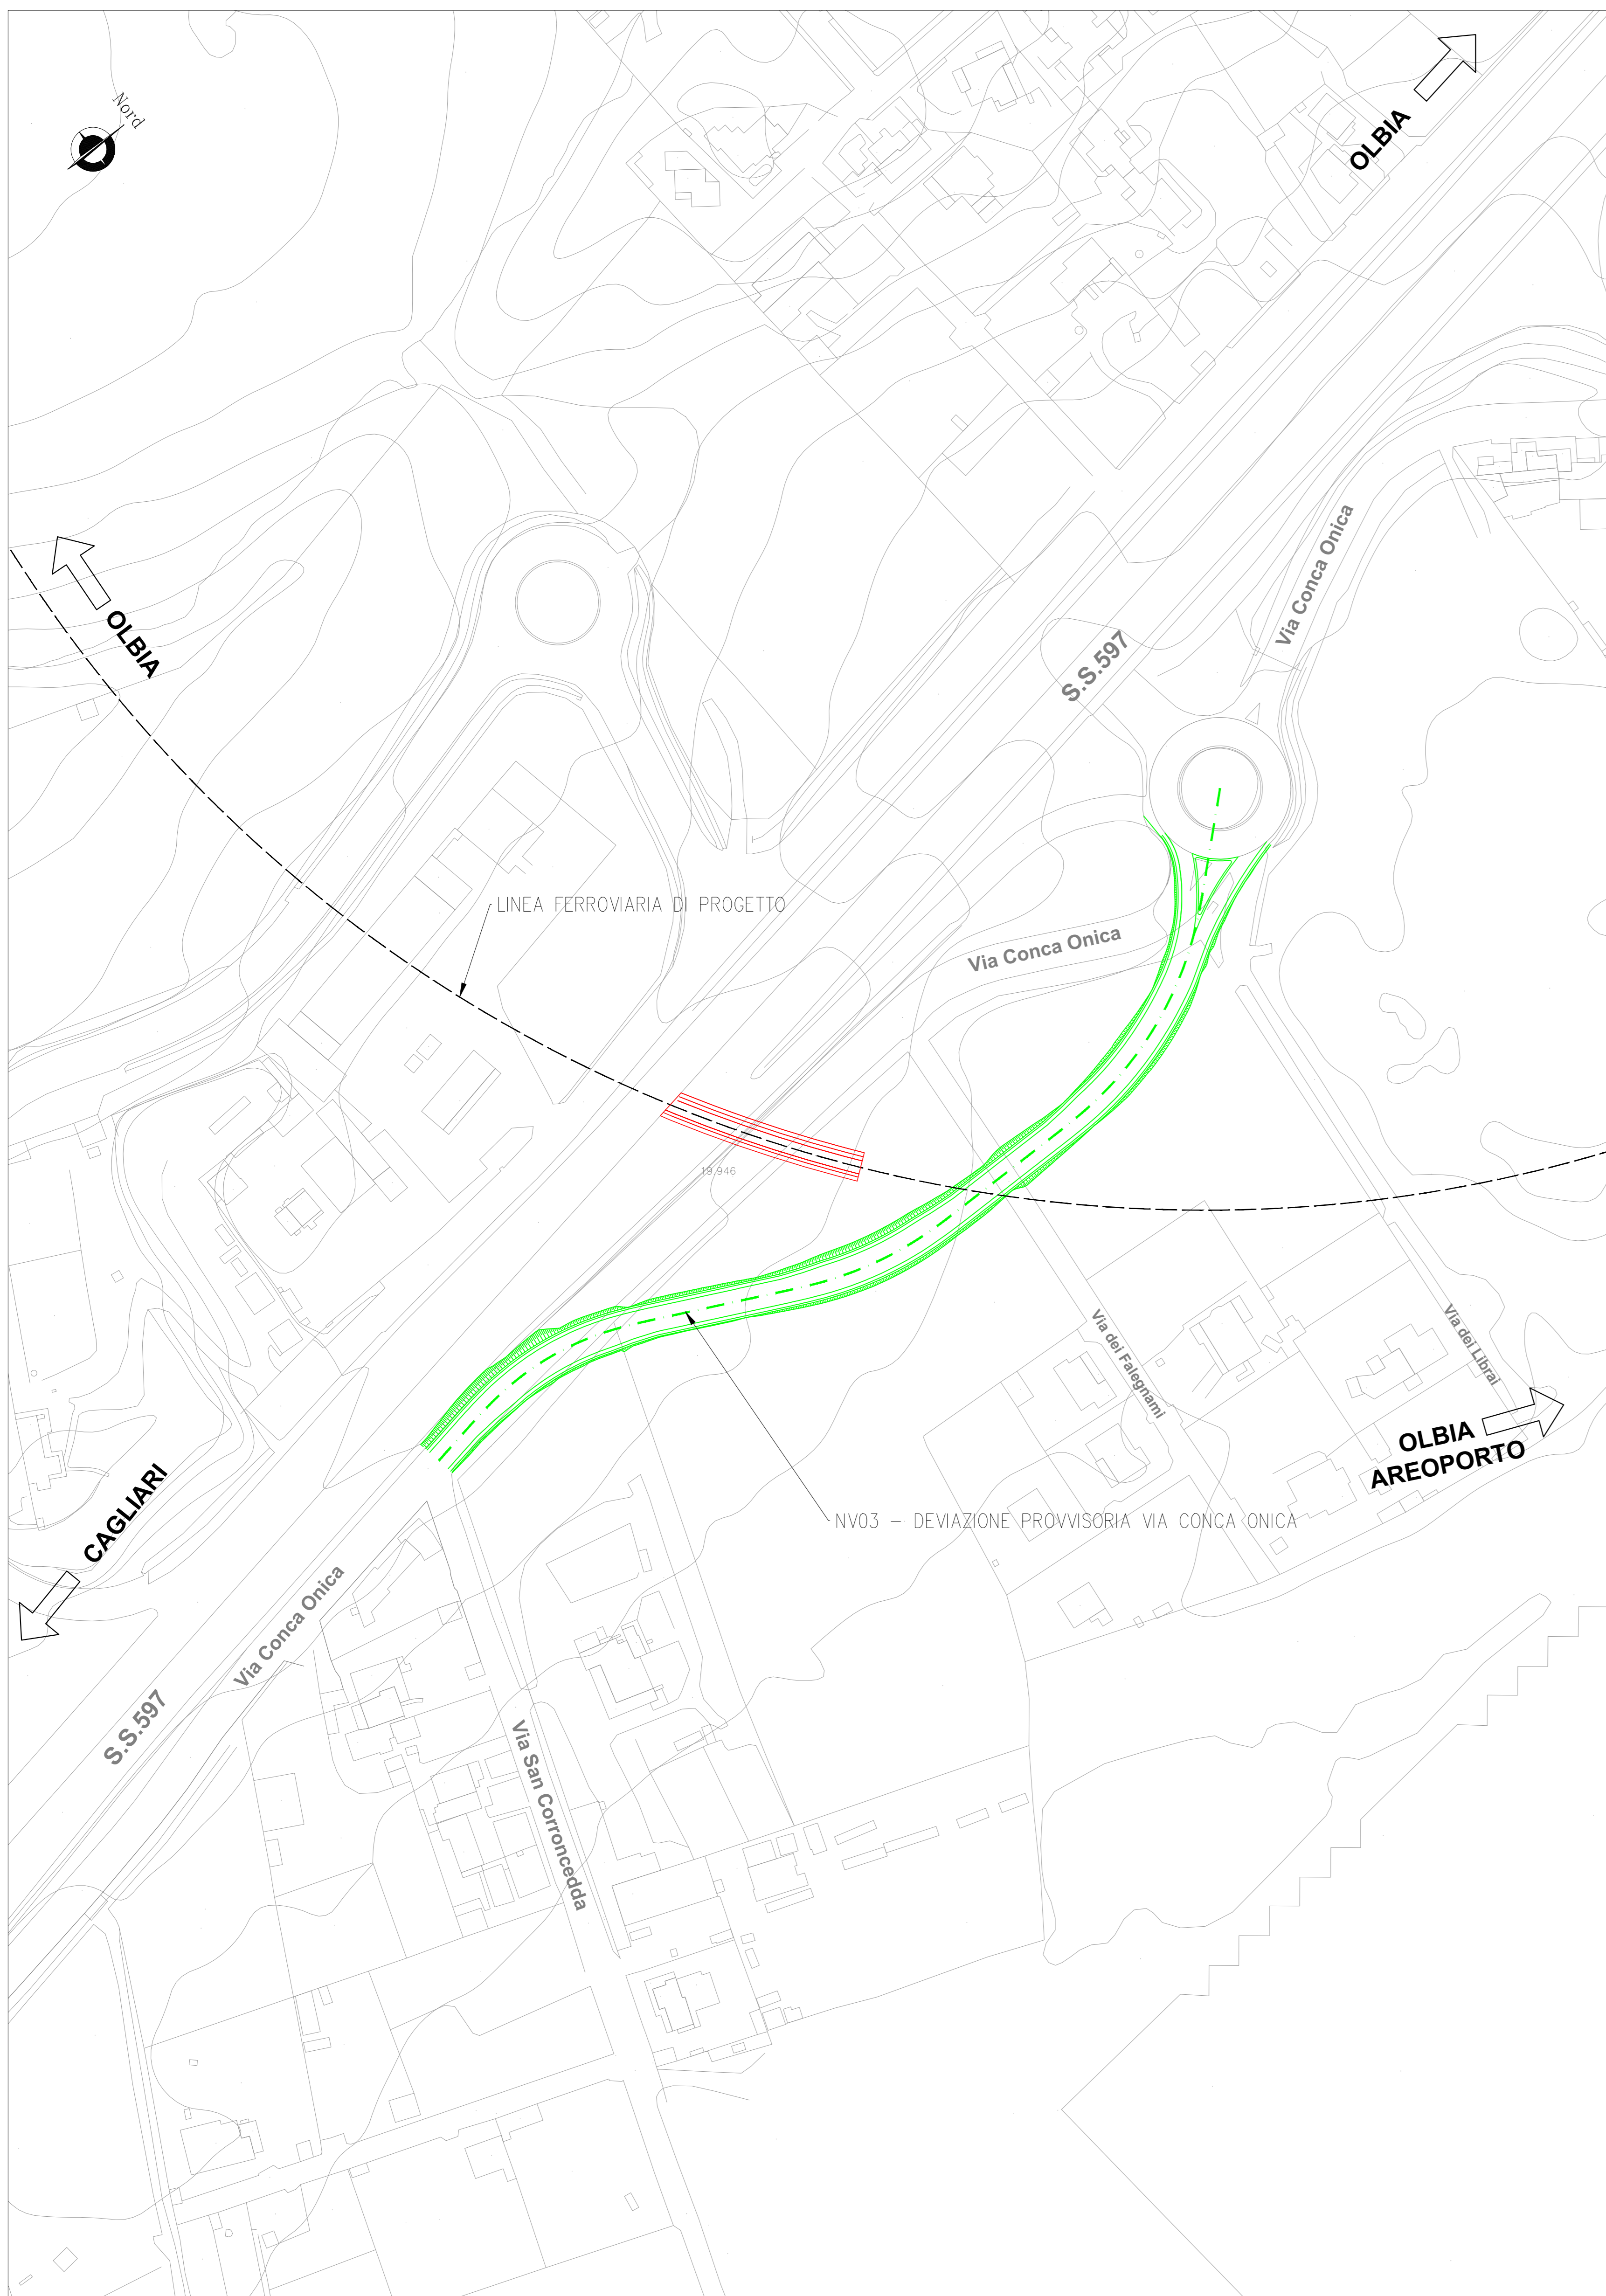 Nord
OLBIA
OLBIA
Via Conca Onica
S.S.597
LINEA FERROVIARIA DI PROGETTO
Via Conca Onica
19,946
Via dei Falegnami
Via dei Librai
OLBIA
AREOPORTO
CAGLIARI
NV03 - DEVIAZIONE PROVVISORIA VIA CONCA ONICA
Via Conca Onica
S.S.597
Via San Corroncedda